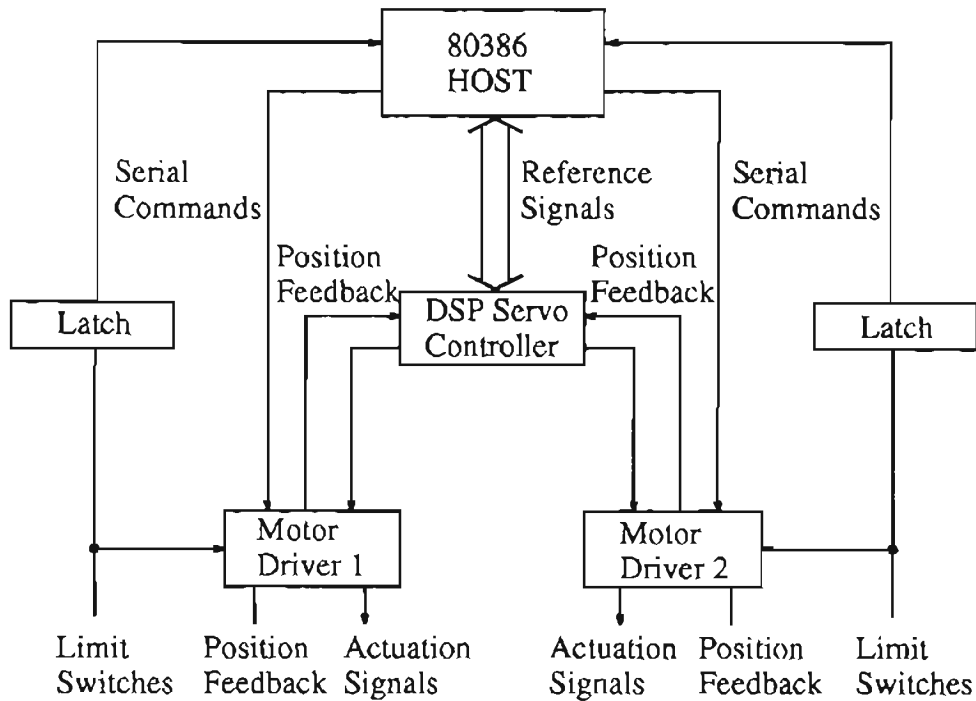 80386
HOST
Serial
Commands
Reference
Signals
Serial
Commands
Position
Feedback
Position
Feedback
Latch
DSP Servo
Controller
Latch
Motor
Driver 1
Motor
Driver 2
Limit
Switches
Position
Feedback
Actuation
Signals
Actuation
Signals
Position
Feedback
Limit
Switches